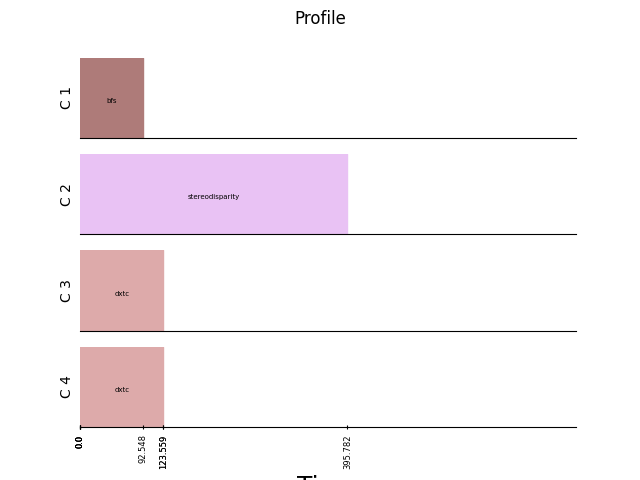 Profile
C 1
bfs
C 2
stereodisparity
C 3
dxtc
C 4
dxtc
0.0
92.548
123.559
395.782